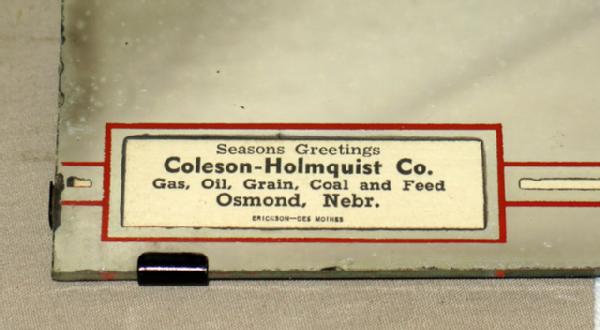 Seasons Greetings
Coleson-Holmquist Co.
Gas, Oil, Grain, Coal and Feed
Osmond, Nebr.
ERICKSON—DES MOINES